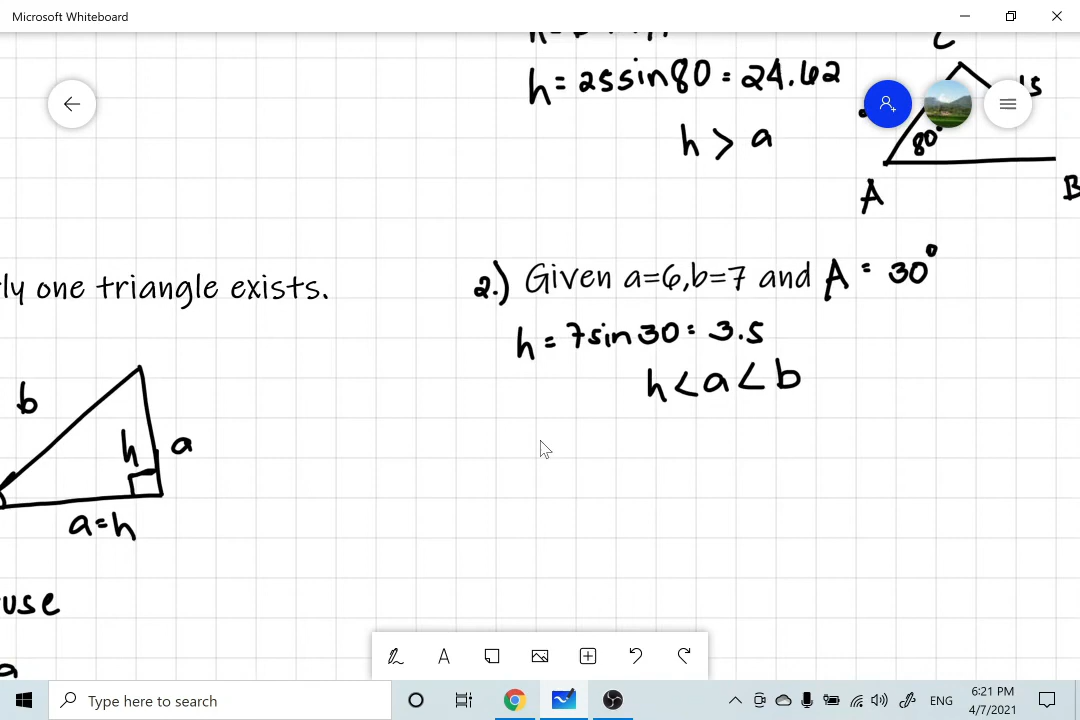 Microsoft Whiteboard
h = 25sin80 = 24.62
h > a
C
15
80°
A
B
ly one triangle exists.
2.) Given a=6,b=7 and A = 30°
h = 7sin30 = 3.5
h < a < b
b
h
a
a=h
use
a
Type here to search
ENG
6:21 PM
4/7/2021